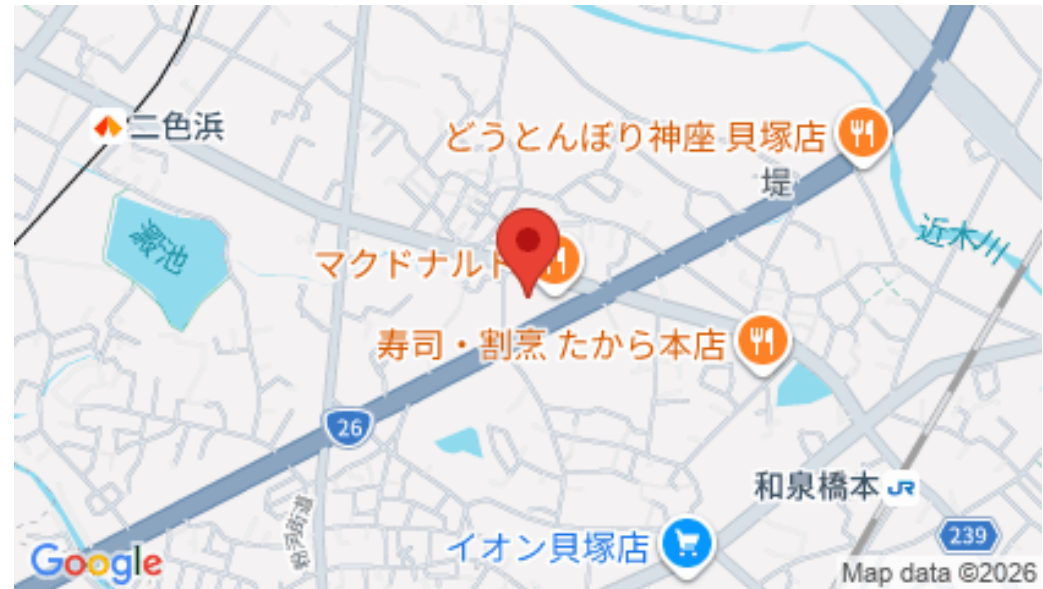 二色浜
どうとんぼり神座 貝塚店
堤
近木川
マクドナルド
寿司・割烹 たから本店
26
和泉橋本 JR
239
イオン貝塚店
Google
Map data ©2026